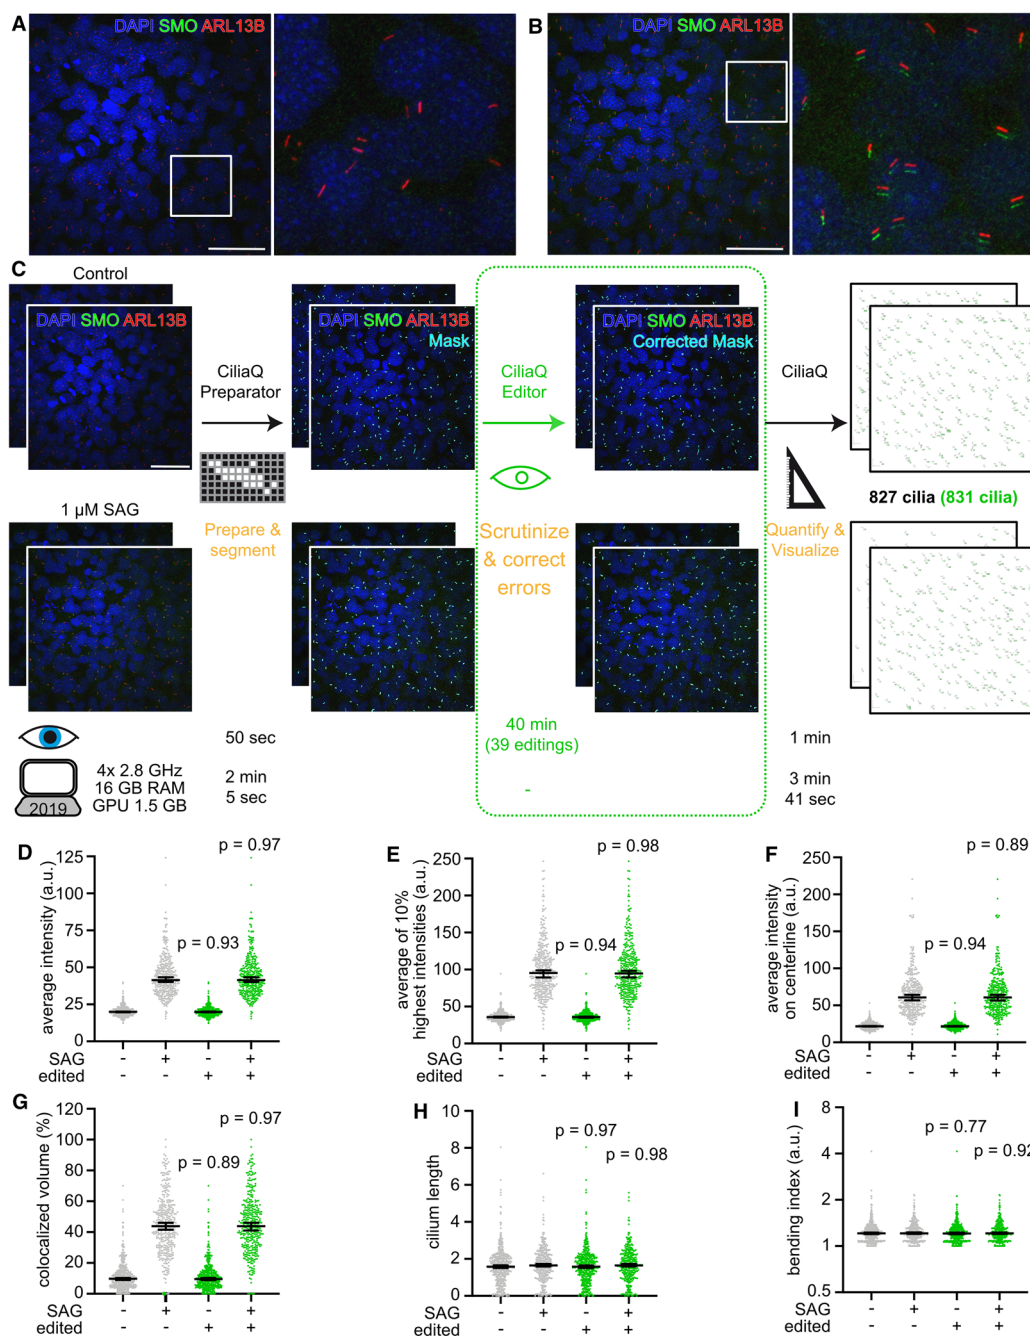 A
DAPI SMO ARL13B
B
DAPI SMO ARL13B
C
Control
DAPI SMO ARL13B
CiliaQ
Preparator
DAPI SMO ARL13B
Mask
CiliaQ
Editor
DAPI SMO ARL13B
Corrected Mask
CiliaQ
827 cilia (831 cilia)
1 µM SAG
Prepare &
segment
Scrutinize
& correct
errors
Quantify &
Visualize
50 sec
40 min
(39 editings)
1 min
2019
4x 2.8 GHz
16 GB RAM
GPU 1.5 GB
2 min
5 sec
-
3 min
41 sec
D
average intensity (a.u.)
125
100
75
50
25
0
p = 0.93
p = 0.97
SAG - + - +
edited - - + +
E
average of 10%
highest intensities (a.u.)
250
200
150
100
50
0
p = 0.94
p = 0.98
SAG - + - +
edited - - + +
F
average intensity
on centerline (a.u.)
250
200
150
100
50
0
p = 0.94
p = 0.89
SAG - + - +
edited - - + +
G
colocalized volume (%)
120
100
80
60
40
20
0
p = 0.89
p = 0.97
SAG - + - +
edited - - + +
H
cilium length
10
8
6
4
2
0
p = 0.97
p = 0.98
SAG - + - +
edited - - + +
I
bending index (a.u.)
8
4
2
1
0.5
p = 0.77
p = 0.92
SAG - + - +
edited - - + +